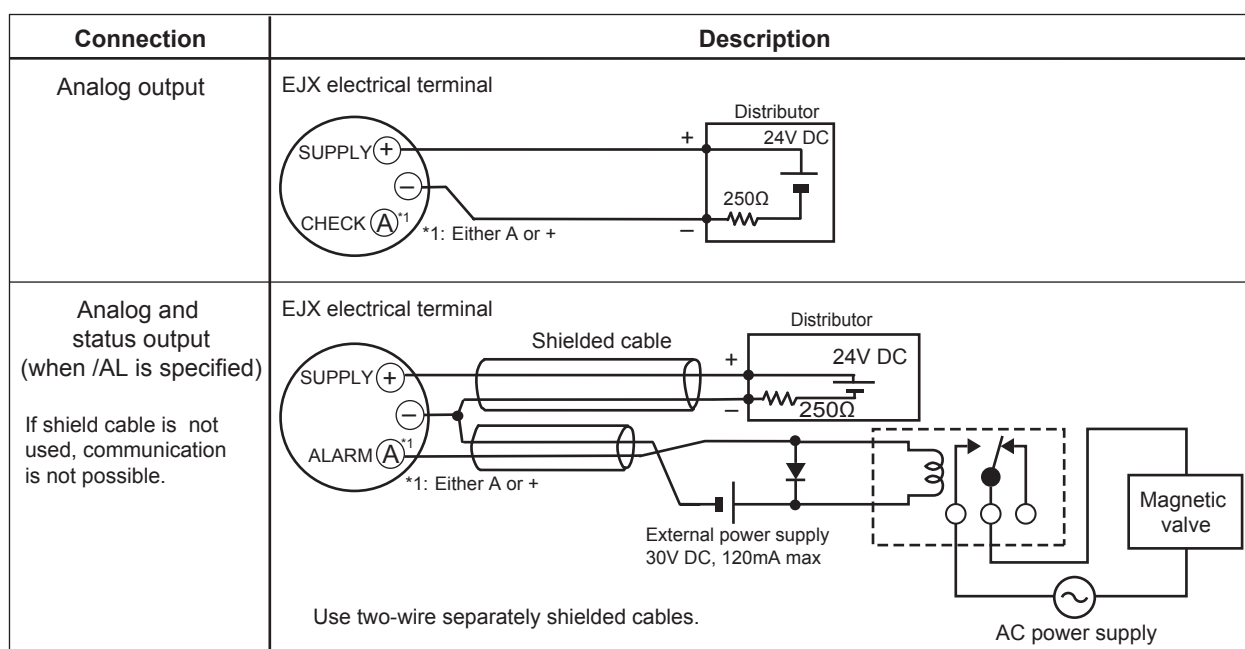 Connection
Description
Analog output
EJX electrical terminal
Distributor
24V DC
+
SUPPLY +
−
250Ω
CHECK A *1
*1: Either A or +
−
Analog and
status output
(when /AL is specified)
If shield cable is not
used, communication
is not possible.
EJX electrical terminal
Distributor
Shielded cable
+
24V DC
SUPPLY +
−
250Ω
−
ALARM A *1
*1: Either A or +
External power supply
30V DC, 120mA max
Magnetic
valve
Use two-wire separately shielded cables.
AC power supply